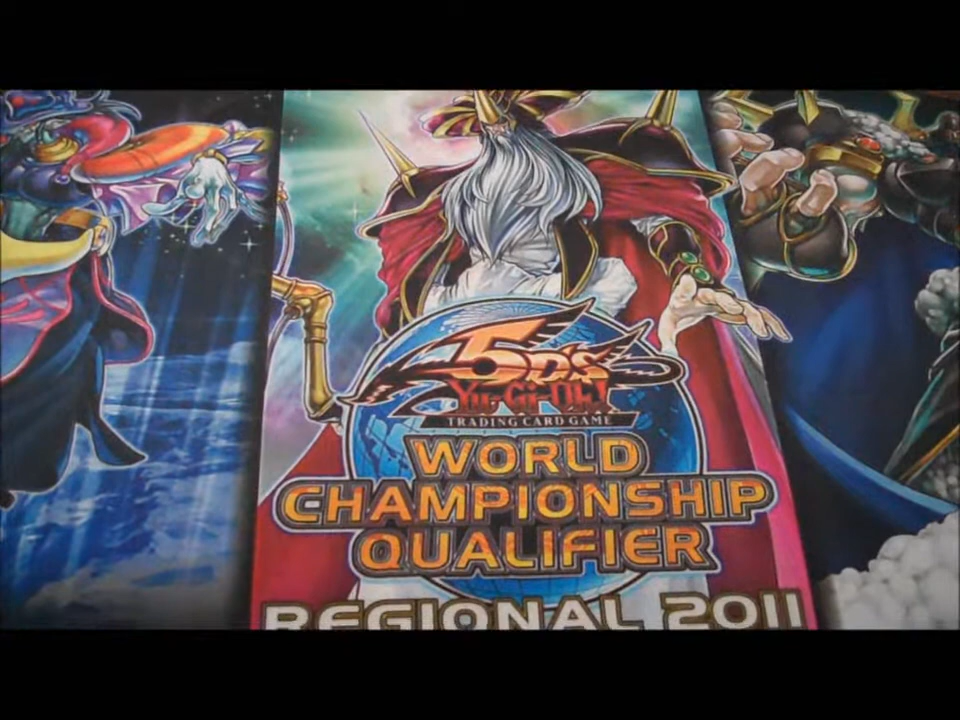 5D's
Yu-Gi-Oh!
TRADING CARD GAME
WORLD
CHAMPIONSHIP
QUALIFIER
REGIONAL 2011